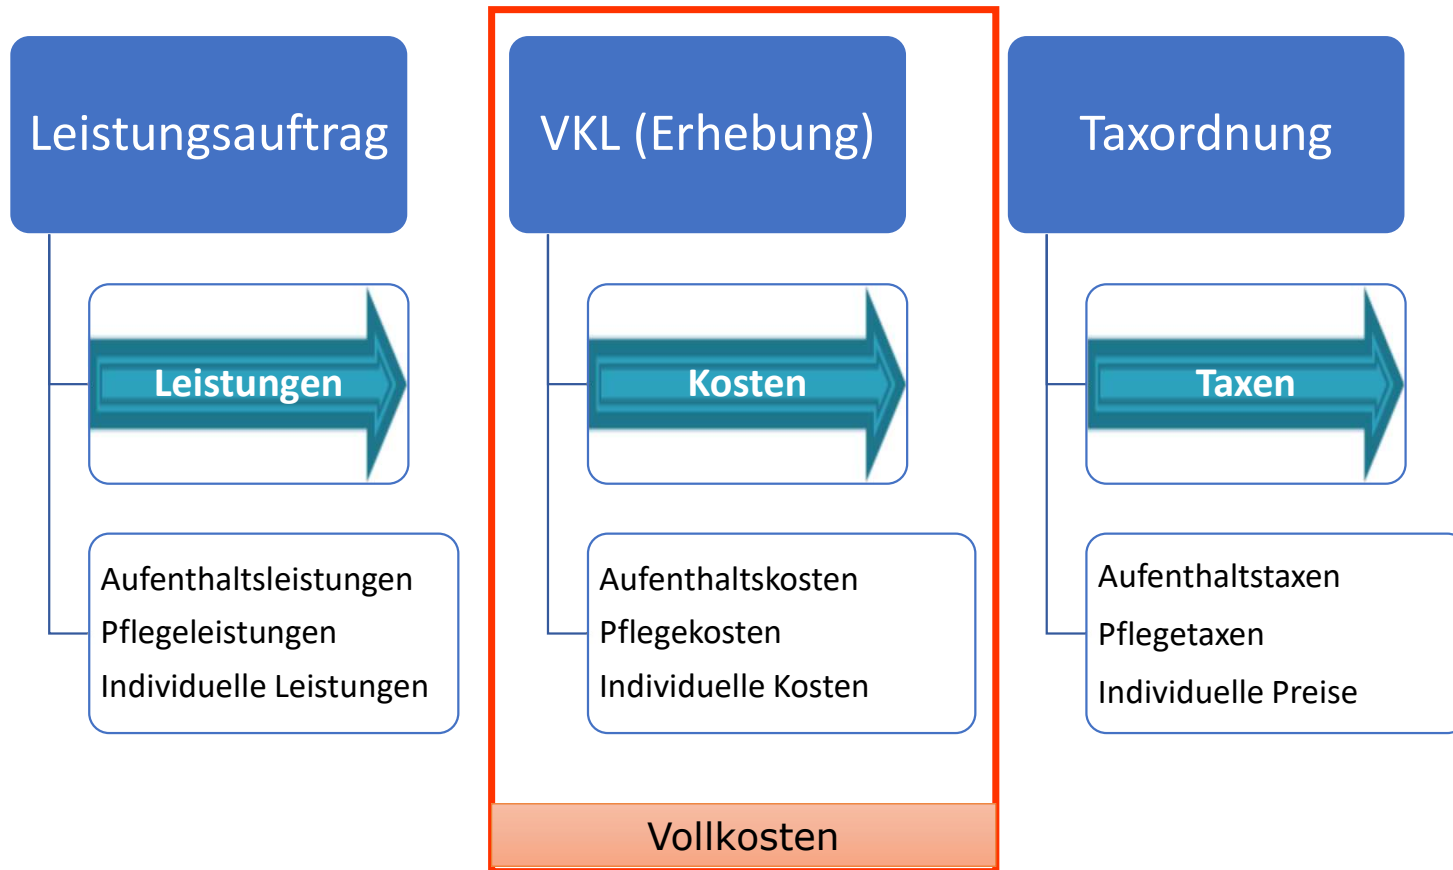 Leistungsauftrag
Leistungen
Aufenthaltsleistungen
Pflegeleistungen
Individuelle Leistungen
VKL (Erhebung)
Kosten
Aufenthaltskosten
Pflegekosten
Individuelle Kosten
Vollkosten
Taxordnung
Taxen
Aufenthaltstaxen
Pflegetaxen
Individuelle Preise